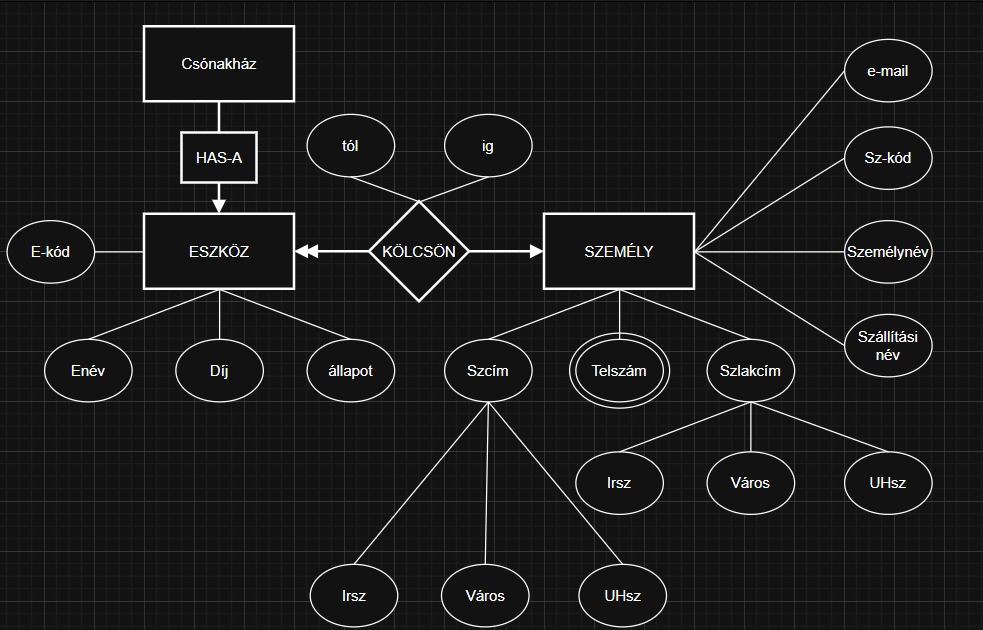 Csónakház
e-mail
tól
ig
HAS-A
Sz-kód
E-kód
ESZKÖZ
KÖLCSÖN
SZEMÉLY
Személynév
Szállítási
név
Enév
Díj
állapot
Szcím
Telszám
Szlakcím
Irsz
Város
UHsz
Irsz
Város
UHsz